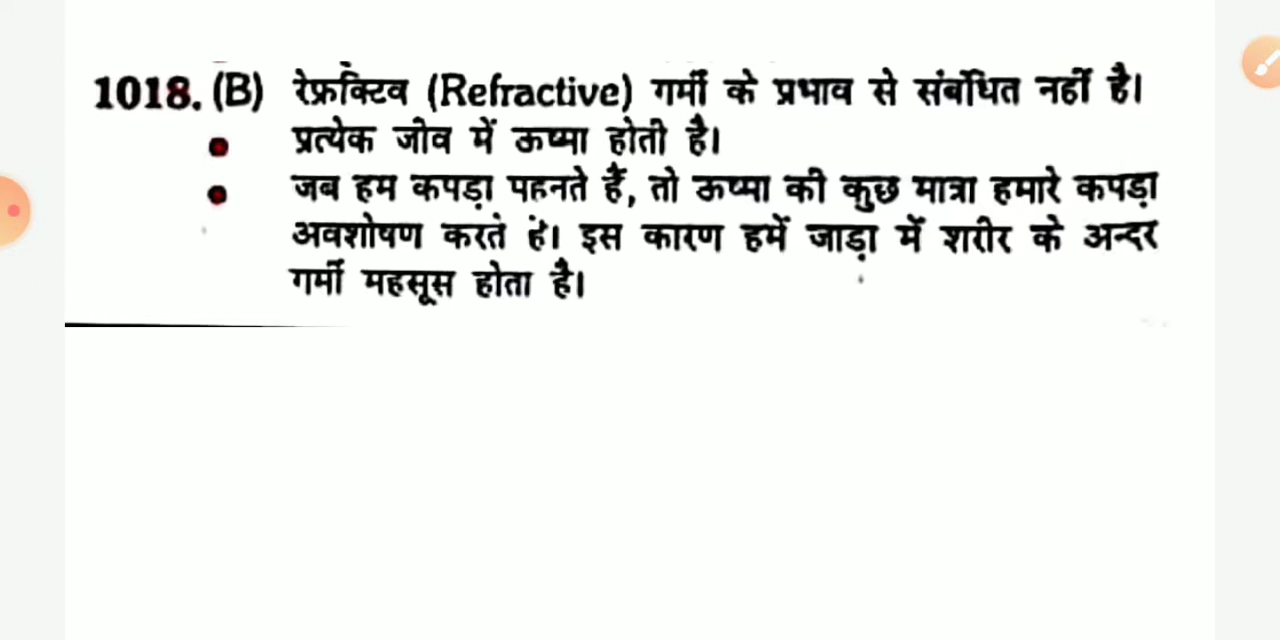 1018. (B) रेफ्रक्टिव (Refractive) गर्मी के प्रभाव से संबंधित नहीं है।
• प्रत्येक जीव में ऊष्मा होती है।
• जब हम कपड़ा पहनते हैं, तो ऊष्मा की कुछ मात्रा हमारे कपड़ा
अवशोषण करते हैं। इस कारण हमें जाड़ा में शरीर के अन्दर
गर्मी महसूस होता है।